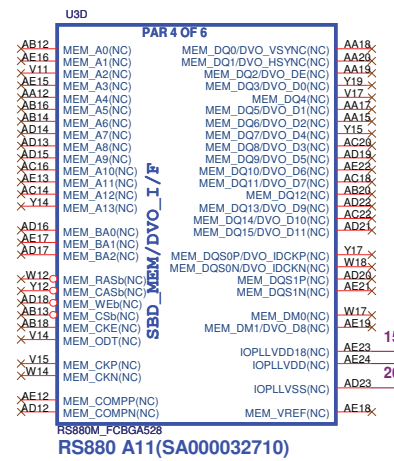 U3D
PAR 4 OF 6
AB12 MEM_A0(NC) MEM_DQ0/DVO_VSYNC(NC) AA18
AE16 MEM_A1(NC) MEM_DQ1/DVO_HSYNC(NC) AA20
V11 MEM_A2(NC) MEM_DQ2/DVO_DE(NC) AA19
AE15 MEM_A3(NC) MEM_DQ3/DVO_D0(NC) Y19
AA12 MEM_A4(NC) MEM_DQ4(NC) V17
AB16 MEM_A5(NC) MEM_DQ5/DVO_D1(NC) AA17
AB14 MEM_A6(NC) MEM_DQ6/DVO_D2(NC) AA15
AD14 MEM_A7(NC) MEM_DQ7/DVO_D4(NC) Y15
AD13 MEM_A8(NC) MEM_DQ8/DVO_D3(NC) AC20
AD15 MEM_A9(NC) MEM_DQ9/DVO_D5(NC) AD19
AC16 MEM_A10(NC) MEM_DQ10/DVO_D6(NC) AE22
AE13 MEM_A11(NC) MEM_DQ11/DVO_D7(NC) AC18
AC14 MEM_A12(NC) MEM_DQ12(NC) AB20
Y14 MEM_A13(NC) MEM_DQ13/DVO_D9(NC) AD22
MEM_DQ14/DVO_D10(NC) AC22
AD16 MEM_BA0(NC) MEM_DQ15/DVO_D11(NC) AD21
AE17 MEM_BA1(NC)
AD17 MEM_BA2(NC) MEM_DQS0P/DVO_IDCKP(NC) Y17
MEM_DQS0N/DVO_IDCKN(NC) W18
W12 MEM_RASb(NC) MEM_DQS1P(NC) AD20
Y12 MEM_CASb(NC) MEM_DQS1N(NC) AE21
AD18 MEM_WEb(NC)
AB13 MEM_CSb(NC) MEM_DM0(NC) W17
AB18 MEM_CKE(NC) MEM_DM1/DVO_D8(NC) AE19
V14 MEM_ODT(NC)
SBD_MEM/DVO_I/F
15
IOPLLVDD18(NC) AE23
V15 MEM_CKP(NC) IOPLLVDD(NC) AE24
W14 MEM_CKN(NC) 20
IOPLLVSS(NC) AD23
AE12 MEM_COMPP(NC)
AD12 MEM_COMPN(NC) MEM_VREF(NC) AE18
RS880M_FCBGA528
RS880 A11(SA000032710)